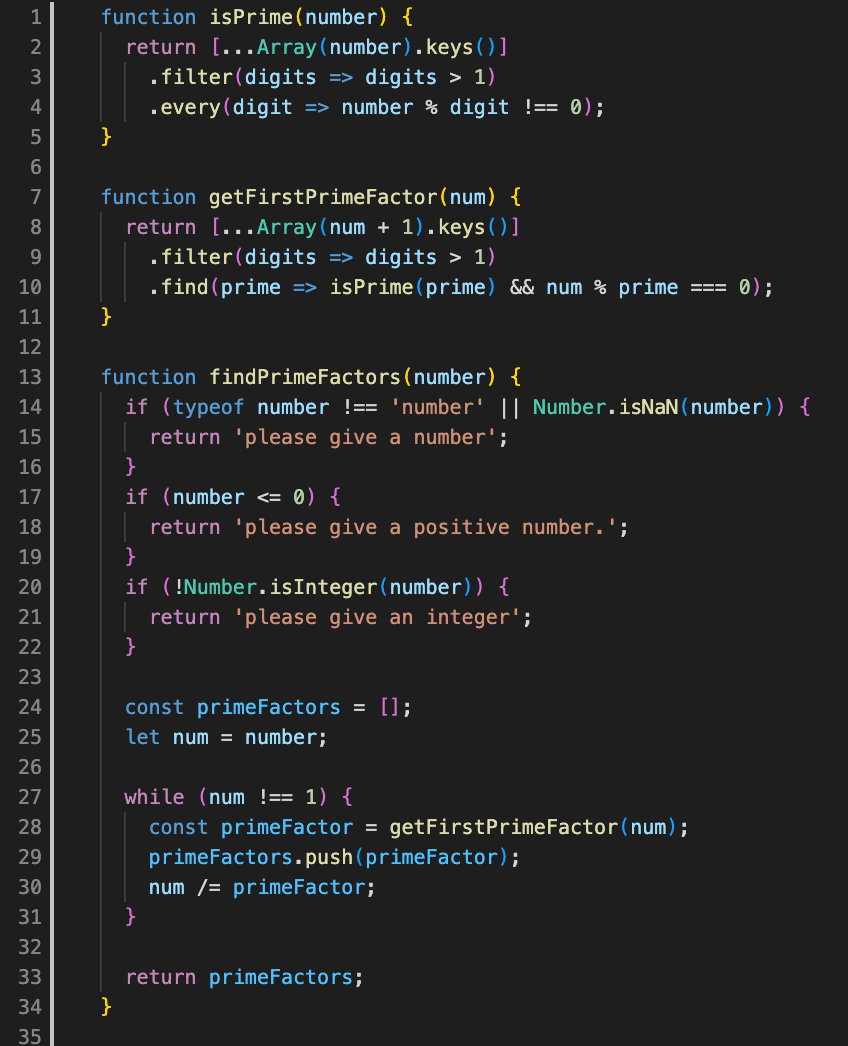 1 function isPrime(number) {
2 return [...Array(number).keys()]
3 .filter(digits => digits > 1)
4 .every(digit => number % digit !== 0);
5 }
6
7 function getFirstPrimeFactor(num) {
8 return [...Array(num + 1).keys()]
9 .filter(digits => digits > 1)
10 .find(prime => isPrime(prime) && num % prime === 0);
11 }
12
13 function findPrimeFactors(number) {
14 if (typeof number !== 'number' || Number.isNaN(number)) {
15 return 'please give a number';
16 }
17 if (number <= 0) {
18 return 'please give a positive number.';
19 }
20 if (!Number.isInteger(number)) {
21 return 'please give an integer';
22 }
23
24 const primeFactors = [];
25 let num = number;
26
27 while (num !== 1) {
28 const primeFactor = getFirstPrimeFactor(num);
29 primeFactors.push(primeFactor);
30 num /= primeFactor;
31 }
32
33 return primeFactors;
34 }
35